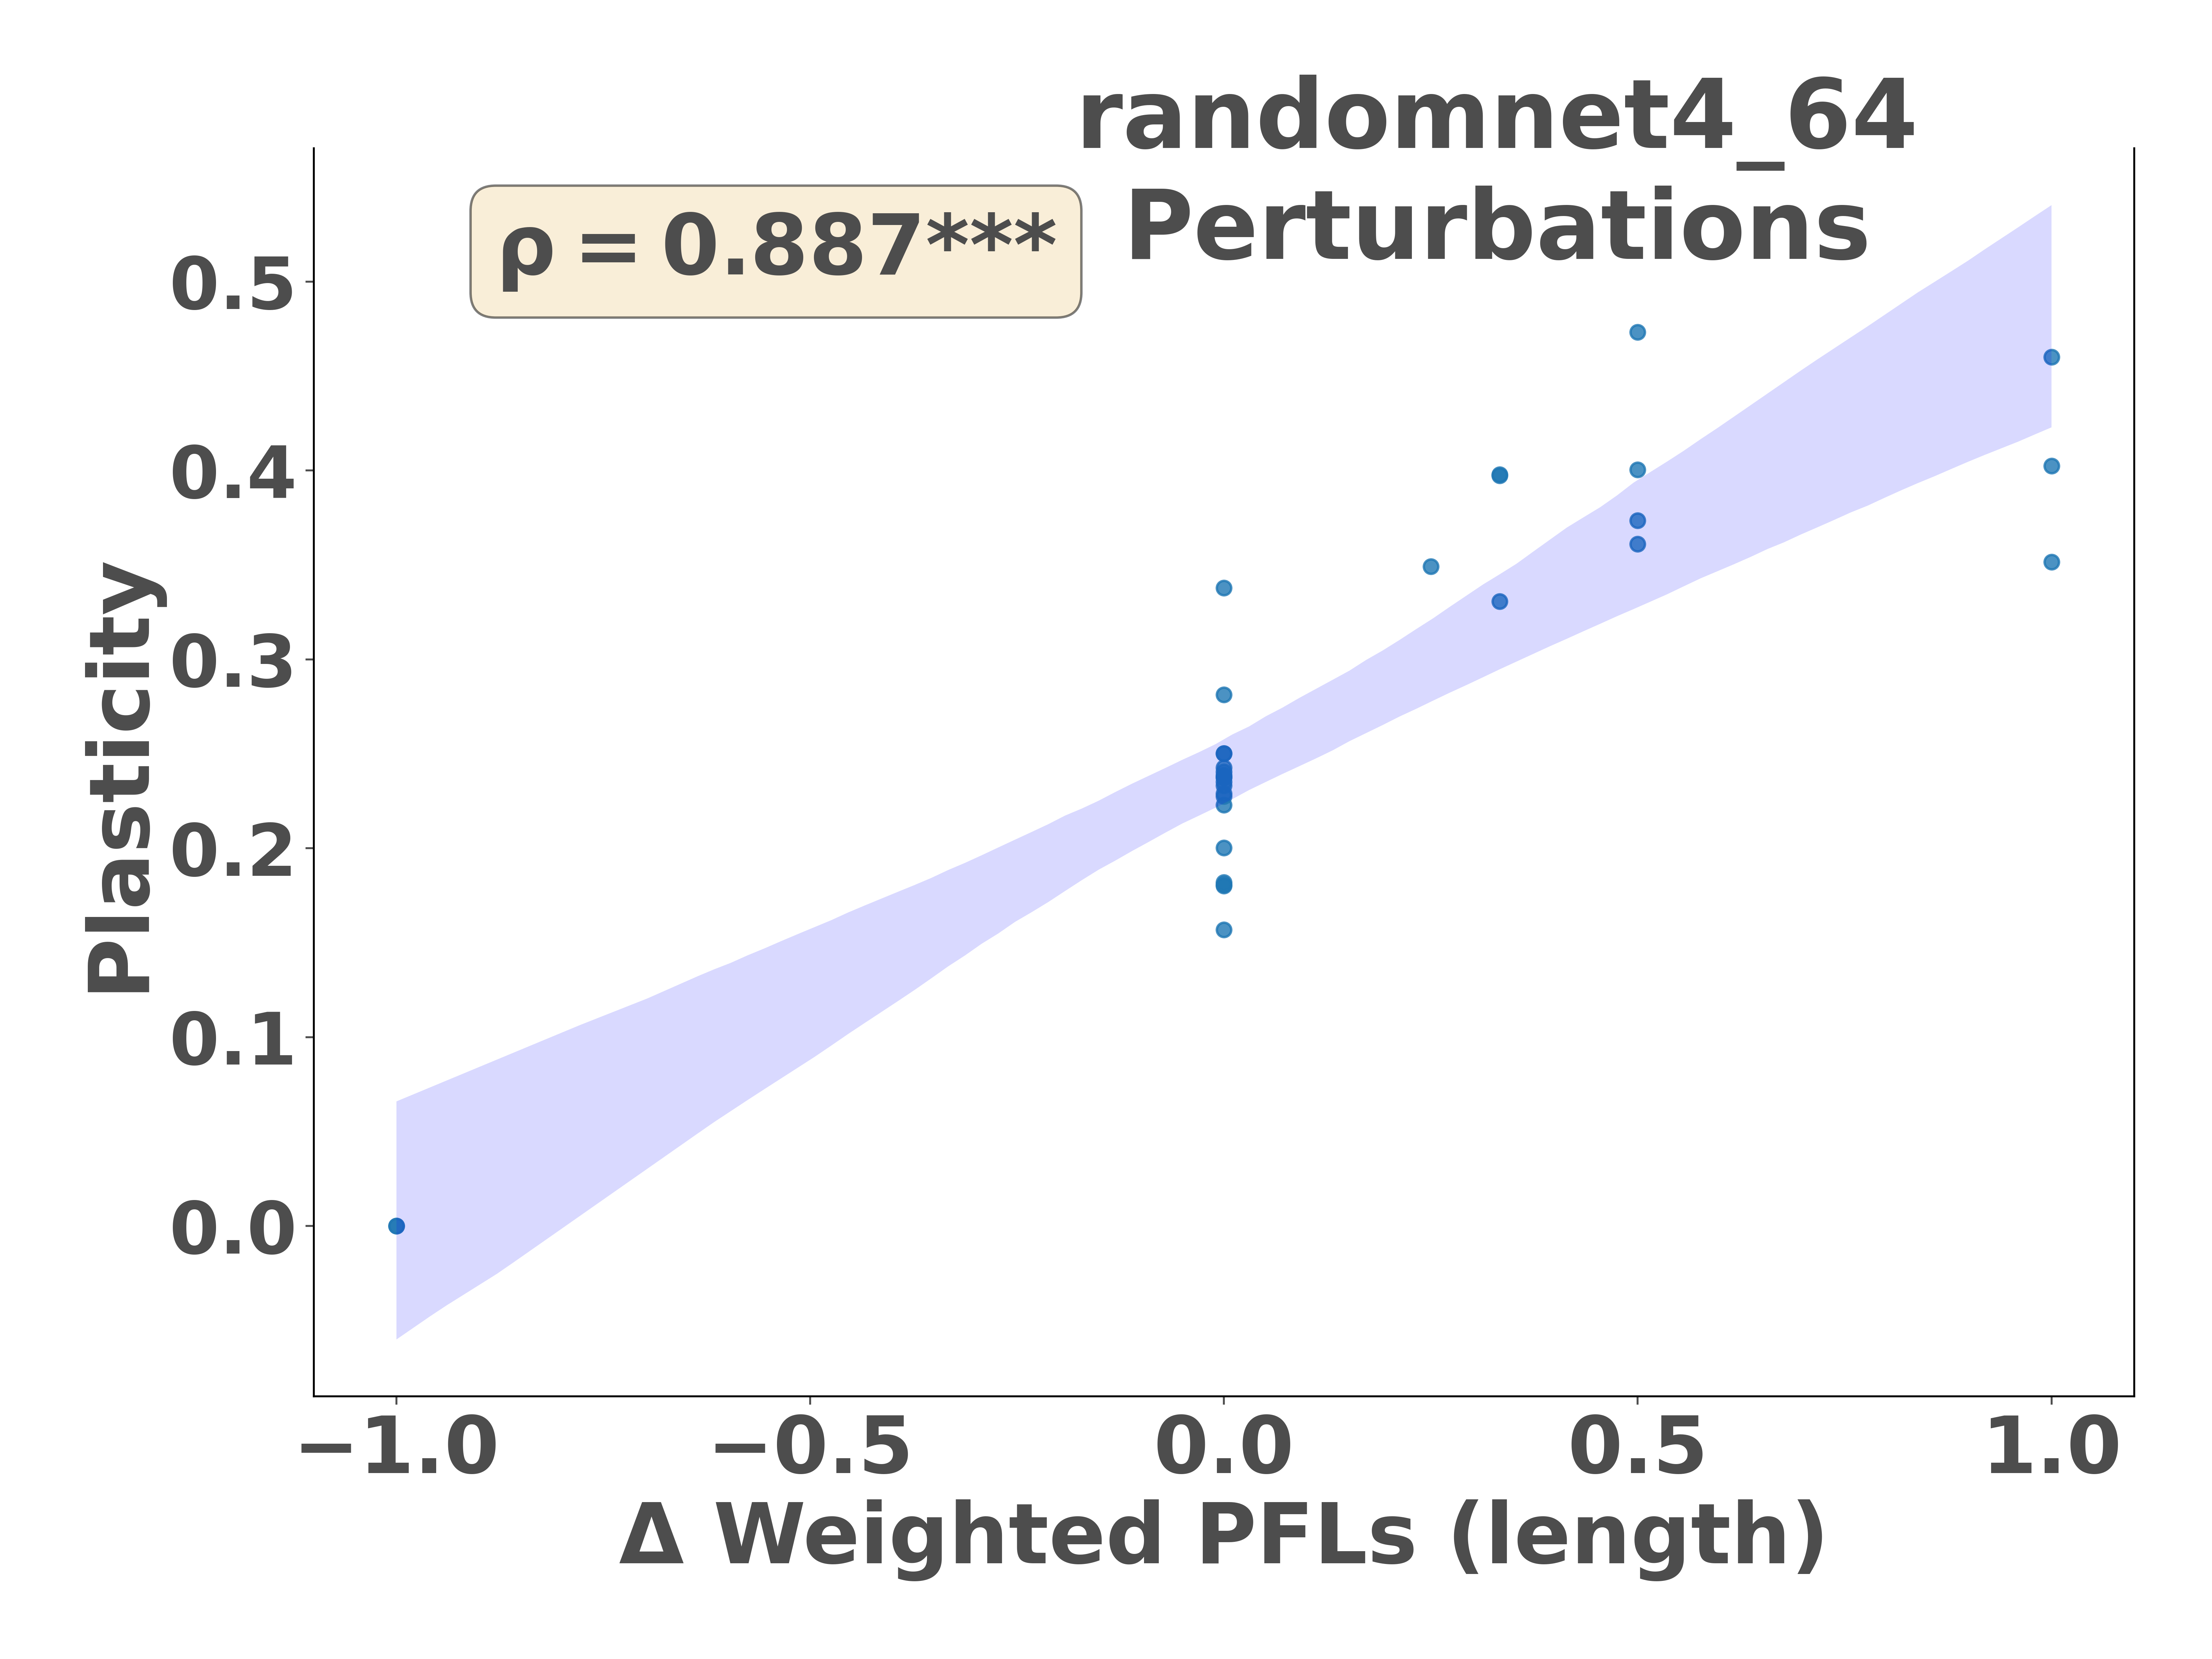 randomnet4_64
Perturbations
ρ = 0.887***
Plasticity
0.5
0.4
0.3
0.2
0.1
0.0
−1.0
−0.5
0.0
0.5
1.0
Δ Weighted PFLs (length)